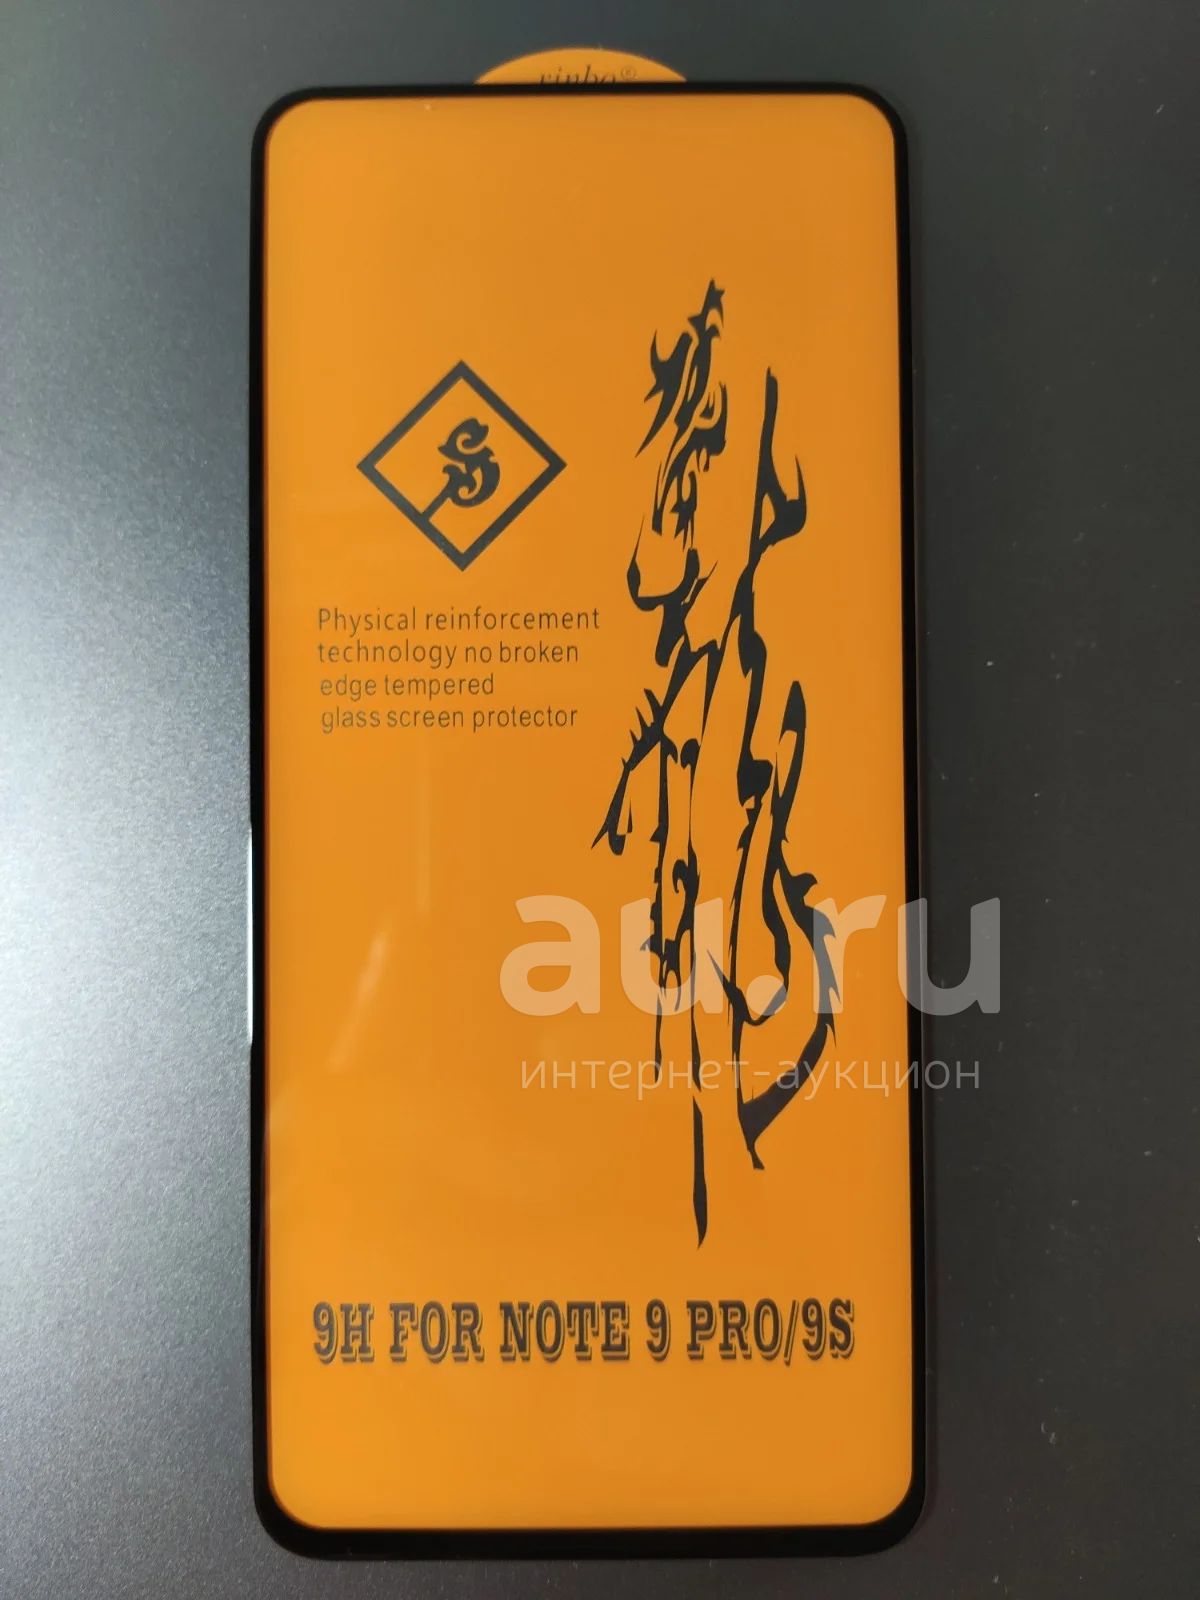 rinbo®
Physical reinforcement
technology no broken
edge tempered
glass screen protector
au.ru
интернет-аукцион
9H FOR NOTE 9 PRO/9S